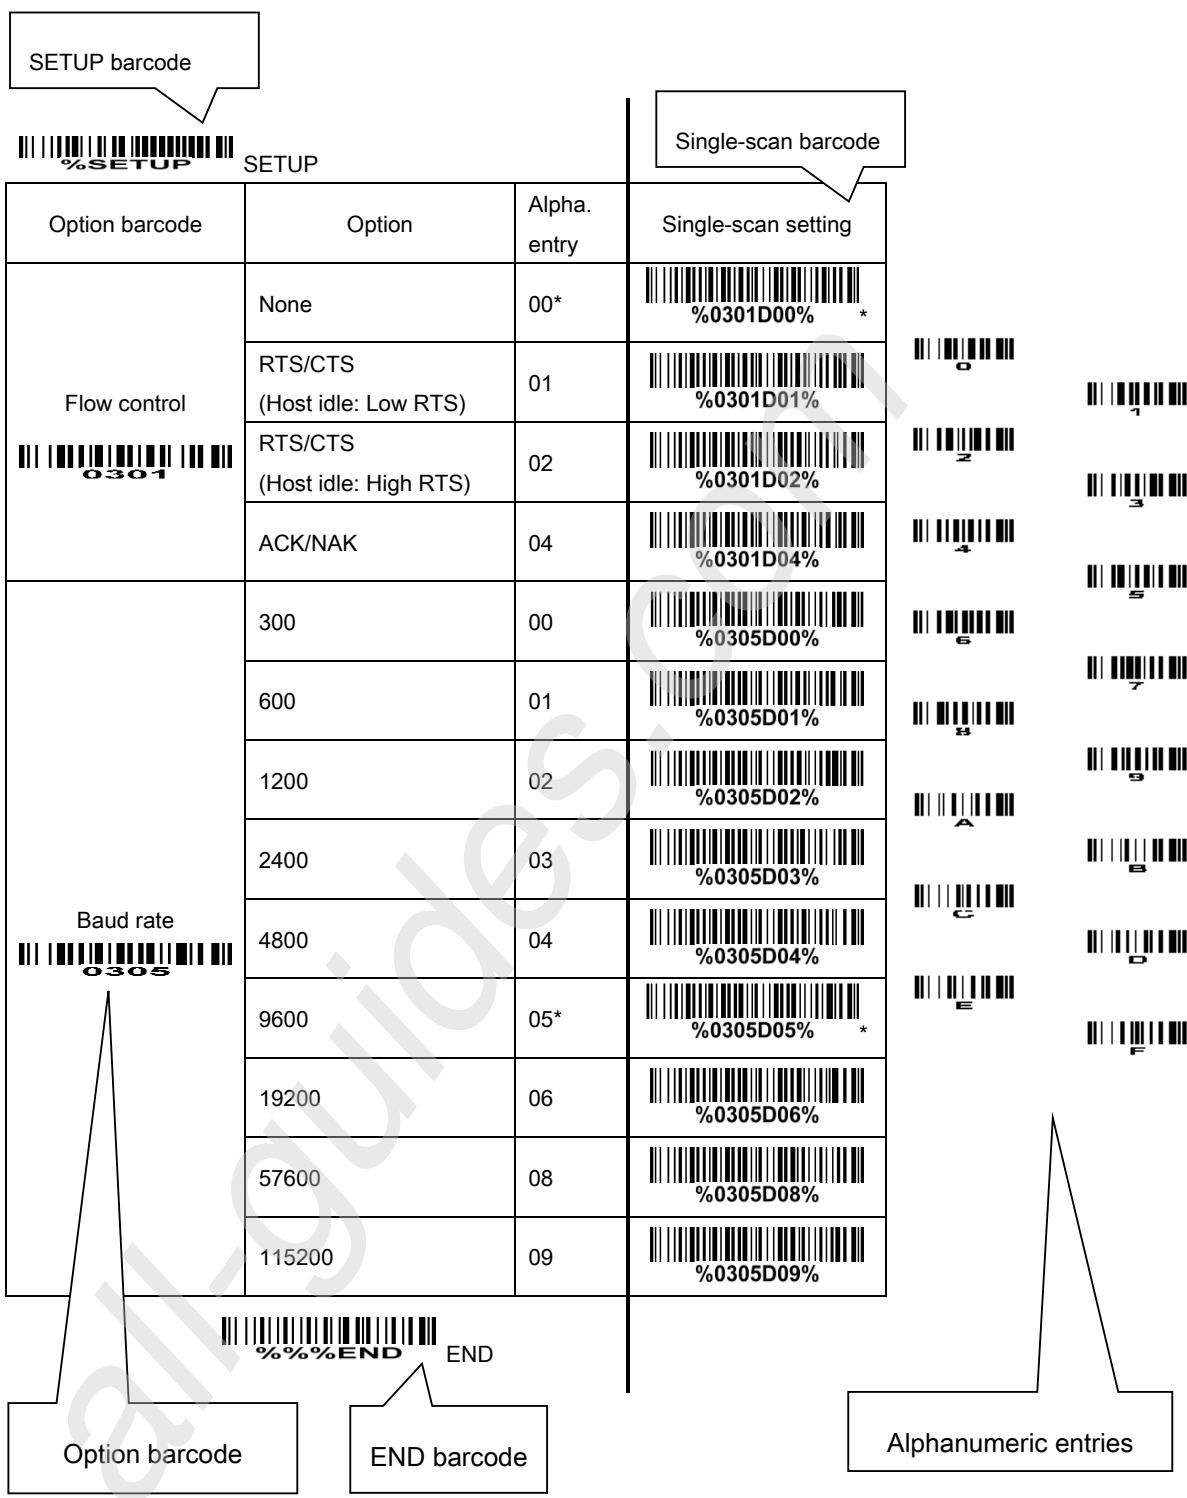 SETUP barcode
Single-scan barcode
%SETUP
SETUP
Option barcode
Option
Alpha.
entry
Single-scan setting
Flow control
0301
None
00*
%0301D00% *
RTS/CTS
(Host idle: Low RTS)
01
%0301D01%
RTS/CTS
(Host idle: High RTS)
02
%0301D02%
ACK/NAK
04
%0301D04%
Baud rate
0305
300
00
%0305D00%
600
01
%0305D01%
1200
02
%0305D02%
2400
03
%0305D03%
4800
04
%0305D04%
9600
05*
%0305D05% *
19200
06
%0305D06%
57600
08
%0305D08%
115200
09
%0305D09%
0
1
2
3
4
5
6
7
8
9
A
B
C
D
E
F
%%%END
END
Option barcode
END barcode
Alphanumeric entries
all-guides.com